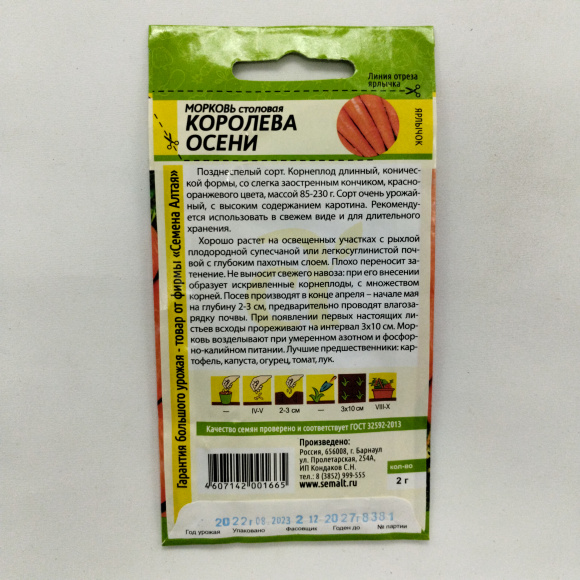 Линия отреза
ярлычка
ЯРЛЫЧОК
МОРКОВЬ столовая
КОРОЛЕВА
ОСЕНИ
Гарантия большого урожая - товар от фирмы «Семена Алтая»
Позднеспелый сорт. Корнеплод длинный, коничес-
кой формы, со слегка заостренным кончиком, красно-
оранжевого цвета, массой 85-230 г. Сорт очень урожай-
ный, с высоким содержанием каротина. Рекоменду-
ется использовать в свежем виде и для длительного
хранения.
Хорошо растет на освещенных участках с рыхлой
плодородной супесчаной или легкосуглинистой поч-
вой с глубоким пахотным слоем. Плохо переносит за-
тенение. Не выносит свежего навоза: при его внесении
образует искривленные корнеплоды, с множеством
корней. Посев производят в конце апреля – начале мая
на глубину 2-3 см, предварительно проводят влагоза-
рядку почвы. При появлении первых настоящих ли-
стьев всходы прореживают на интервал 3х10 см. Мор-
ковь возделывают при умеренном азотном и фосфор-
но-калийном питании. Лучшие предшественники: кар-
тофель, капуста, огурец, томат, лук.
— IV-V 2-3 см — 3х10 см VIII-X
Качество семян проверено и соответствует ГОСТ 32592-2013
Произведено:
Россия, 656008, г. Барнаул
ул. Пролетарская, 254А,
ИП Кондаков С.Н.
тел.: 8 (3852) 999-555
www.semalt.ru
кол-во
2 г
4 607142 001665
2022г 08.2023 2 12 2027г 8381
Год урожая Упаковано Фасовщик Годен до № партии